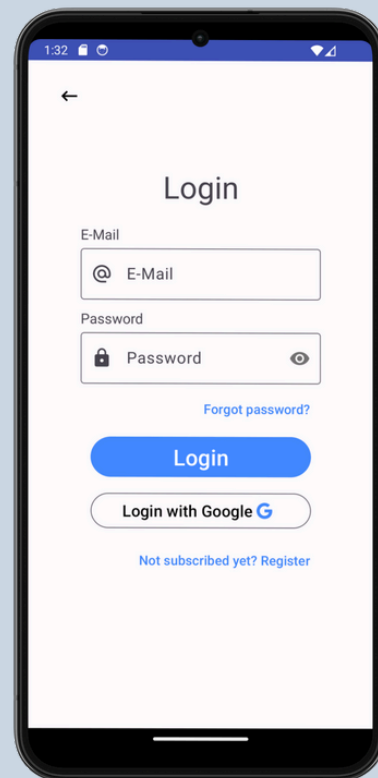 1:32
Login
E-Mail
@ E-Mail
Password
Password
Forgot password?
Login
Login with Google G
Not subscribed yet? Register